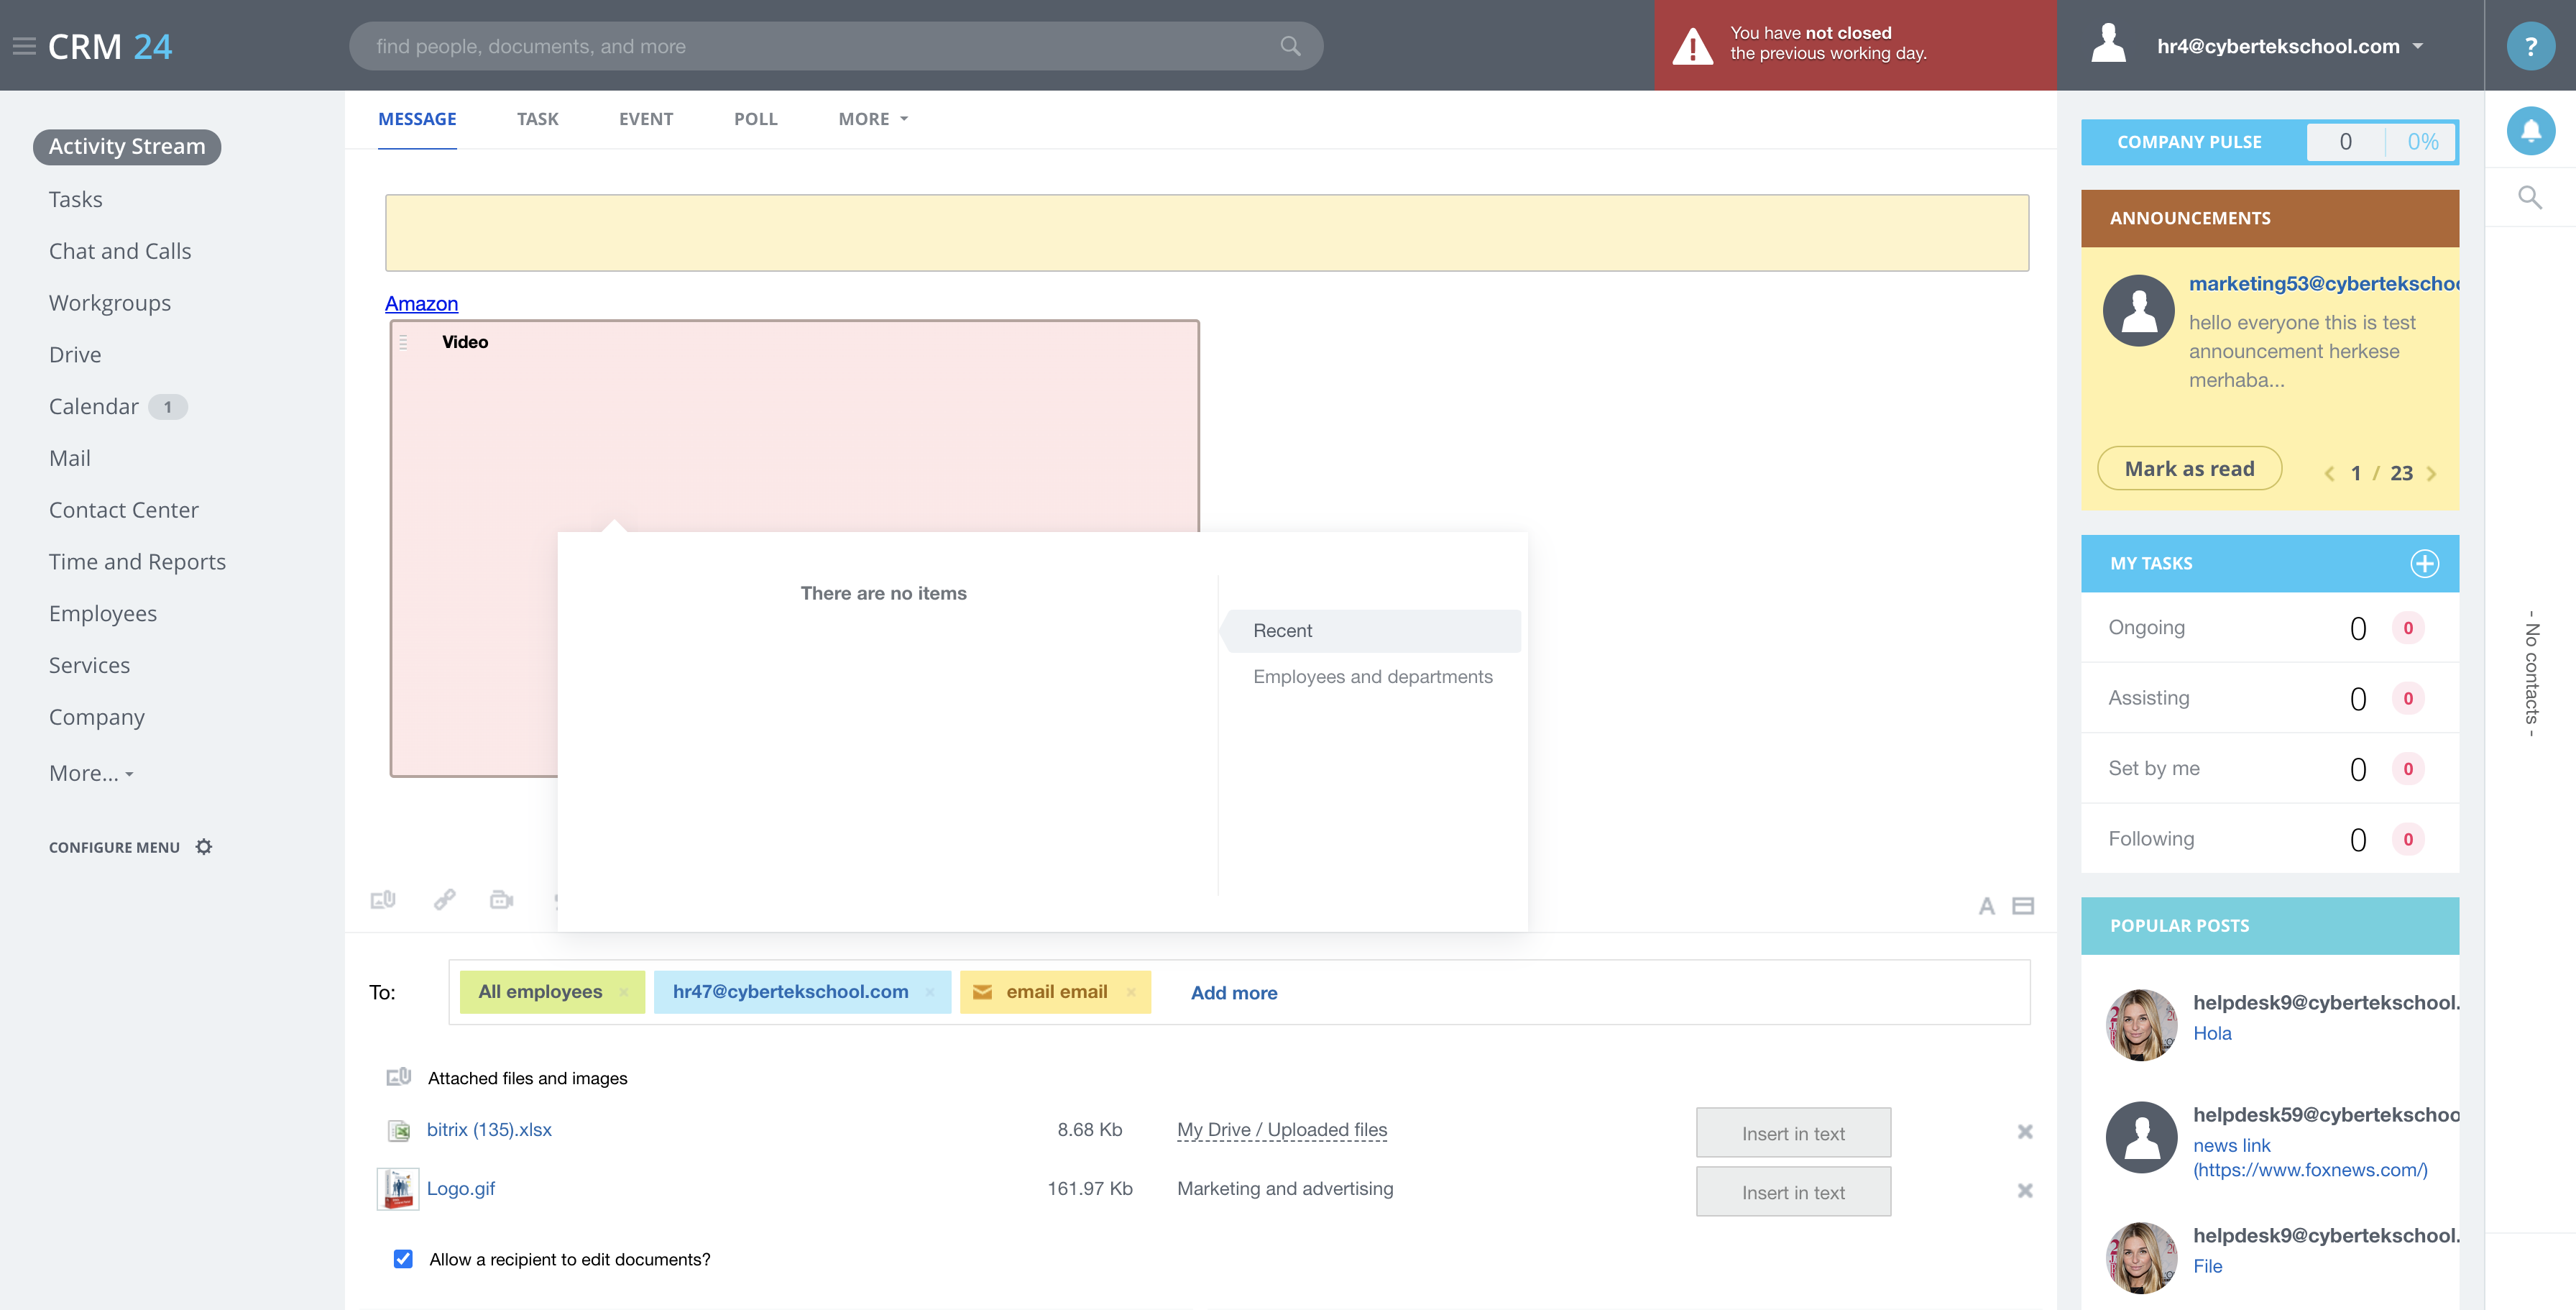 CRM 24
find people, documents, and more
You have not closed
the previous working day.
hr4@cybertekschool.com
?
Activity Stream
Tasks
Chat and Calls
Workgroups
Drive
Calendar 1
Mail
Contact Center
Time and Reports
Employees
Services
Company
More...
CONFIGURE MENU
MESSAGE TASK EVENT POLL MORE
Amazon
Video
There are no items
Recent
Employees and departments
A
To: All employees hr47@cybertekschool.com email email Add more
Attached files and images
bitrix (135).xlsx 8.68 Kb My Drive / Uploaded files Insert in text
Logo.gif 161.97 Kb Marketing and advertising Insert in text
Allow a recipient to edit documents?
COMPANY PULSE 0 0%
ANNOUNCEMENTS
marketing53@cybertekschoo
hello everyone this is test
announcement herkese
merhaba...
Mark as read 1 / 23
MY TASKS
Ongoing 0 0
Assisting 0 0
Set by me 0 0
Following 0 0
POPULAR POSTS
helpdesk9@cybertekschool.
Hola
helpdesk59@cybertekschoo
news link
(https://www.foxnews.com/)
helpdesk9@cybertekschool.
File
- No contacts -